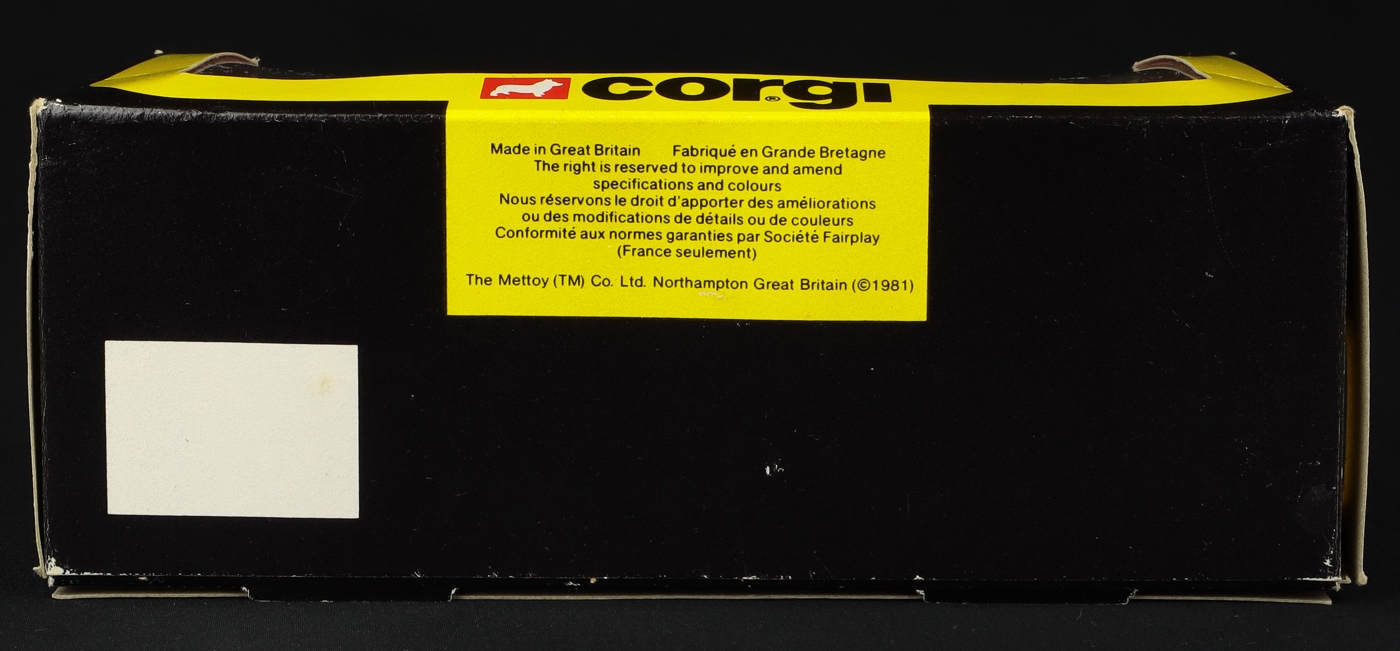 corgi®
Made in Great Britain Fabriqué en Grande Bretagne
The right is reserved to improve and amend
specifications and colours
Nous réservons le droit d'apporter des améliorations
ou des modifications de détails ou de couleurs
Conformité aux normes garanties par Société Fairplay
(France seulement)
The Mettoy (TM) Co. Ltd. Northampton Great Britain (©1981)